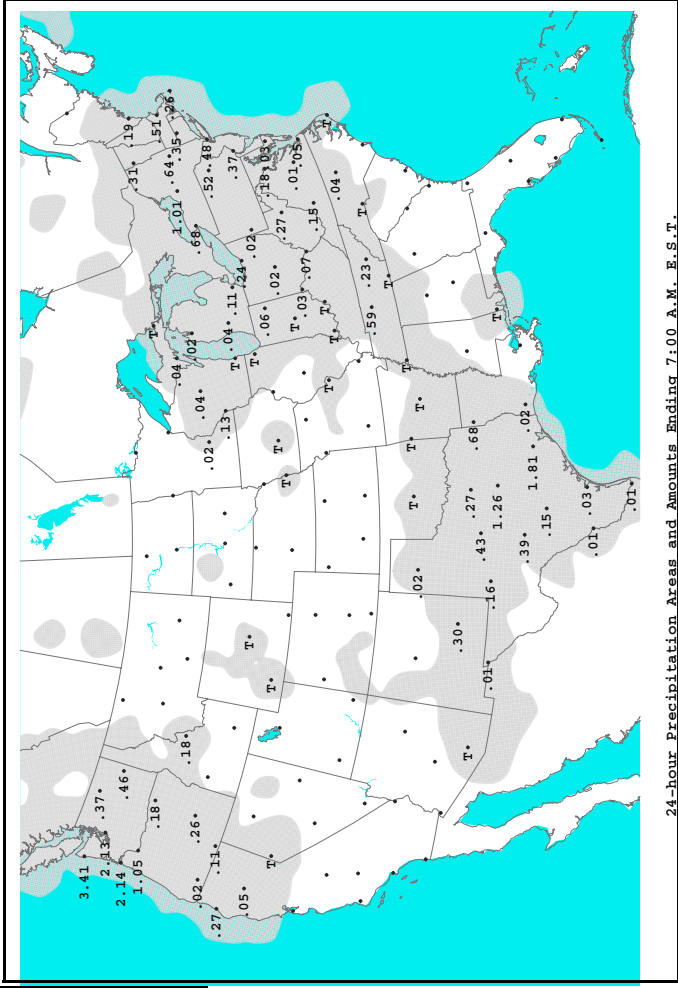 3.41
.37
2.13
2.14
.46
.19
.31
1.05
T
.18
.51
.26
.64
.35
.04
1.01
.18
.02
.26
.68
.02
.04
.48
.52
.02
.11
.27
.13
.04
.11
.37
T
.24
.05
T
.02
T
.03
.18
.06
T
T
.02
T
.27
T
.01
T
.05
.03
.07
.15
T
T
T
T
.04
T
.23
.59
T
T
T
T
.02
T
.30
T
.27
.68
.43
.01
.16
T
1.26
.39
.02
1.81
.15
.03
.01
.01
24-hour Precipitation Areas and Amounts Ending 7:00 A.M. E.S.T.